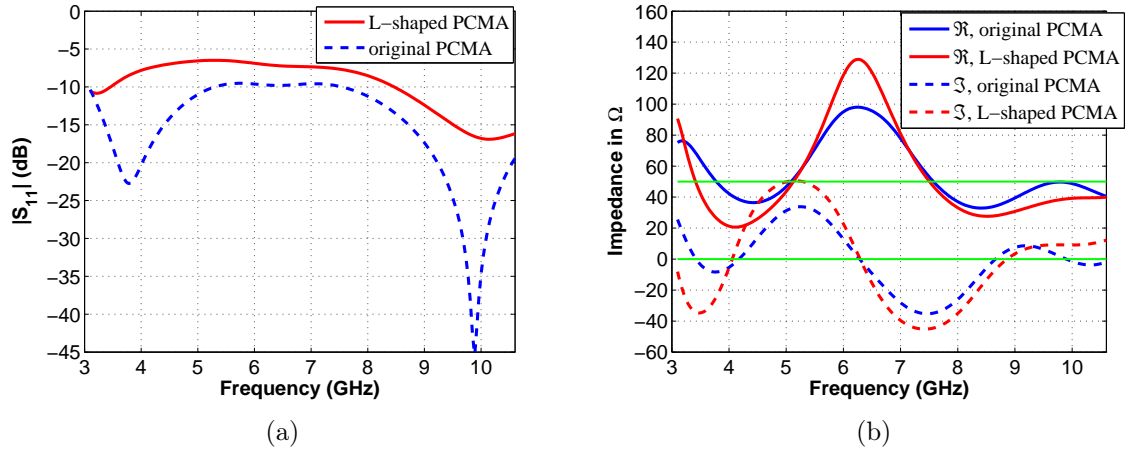 L−shaped PCMA
original PCMA
−5
−10
−15
−20
−25
−30
−35
−40
−45
3 4 5 6 7 8 9 10
|S11| (dB)
Frequency (GHz)
(a)
ℜ, original PCMA
ℜ, L−shaped PCMA
ℑ, original PCMA
ℑ, L−shaped PCMA
160
140
120
100
80
60
40
20
0
−20
−40
−60
3 4 5 6 7 8 9 10
Impedance in Ω
Frequency (GHz)
(b)